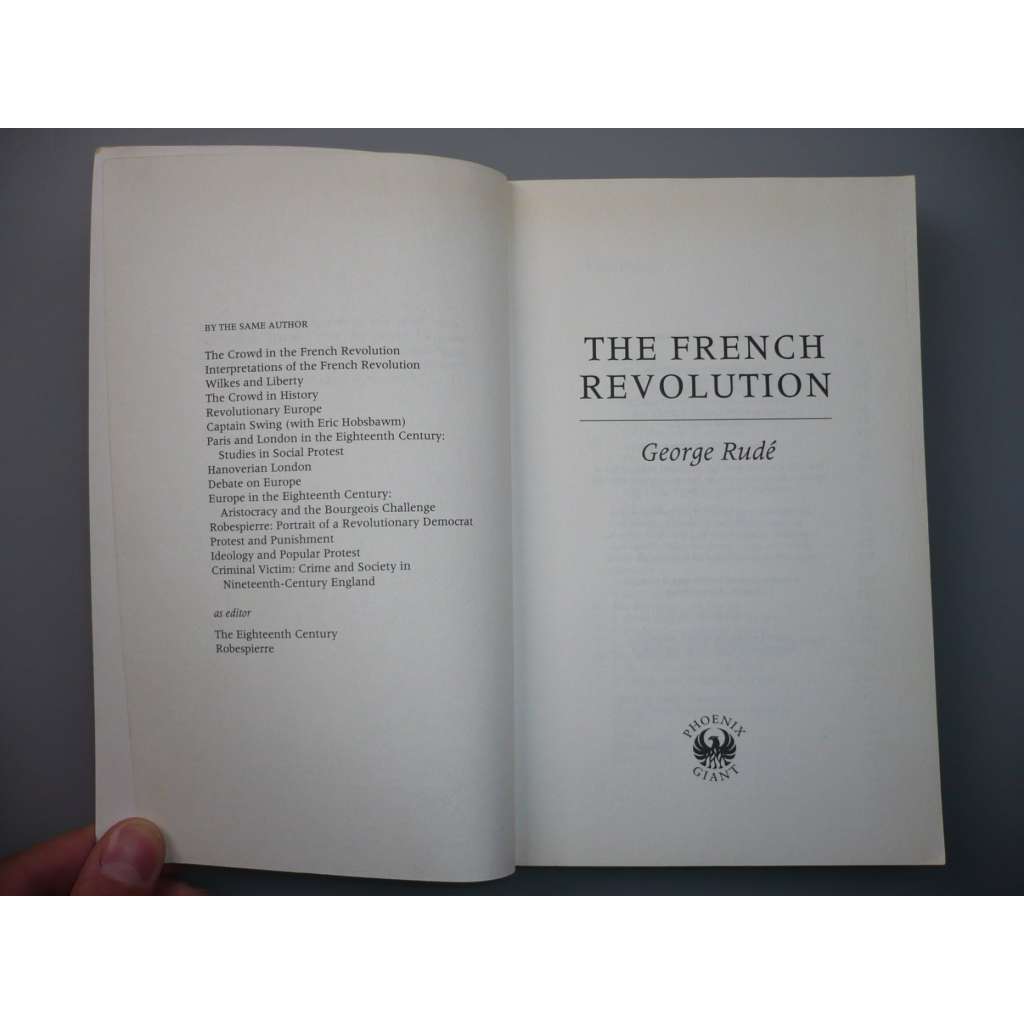 BY THE SAME AUTHOR
The Crowd in the French Revolution
Interpretations of the French Revolution
Wilkes and Liberty
The Crowd in History
Revolutionary Europe
Captain Swing (with Eric Hobsbawm)
Paris and London in the Eighteenth Century:
Studies in Social Protest
Hanoverian London
Debate on Europe
Europe in the Eighteenth Century:
Aristocracy and the Bourgeois Challenge
Robespierre: Portrait of a Revolutionary Democrat
Protest and Punishment
Ideology and Popular Protest
Criminal Victim: Crime and Society in
Nineteenth-Century England
as editor
The Eighteenth Century
Robespierre
THE FRENCH
REVOLUTION
George Rudé
PHOENIX
GIANT